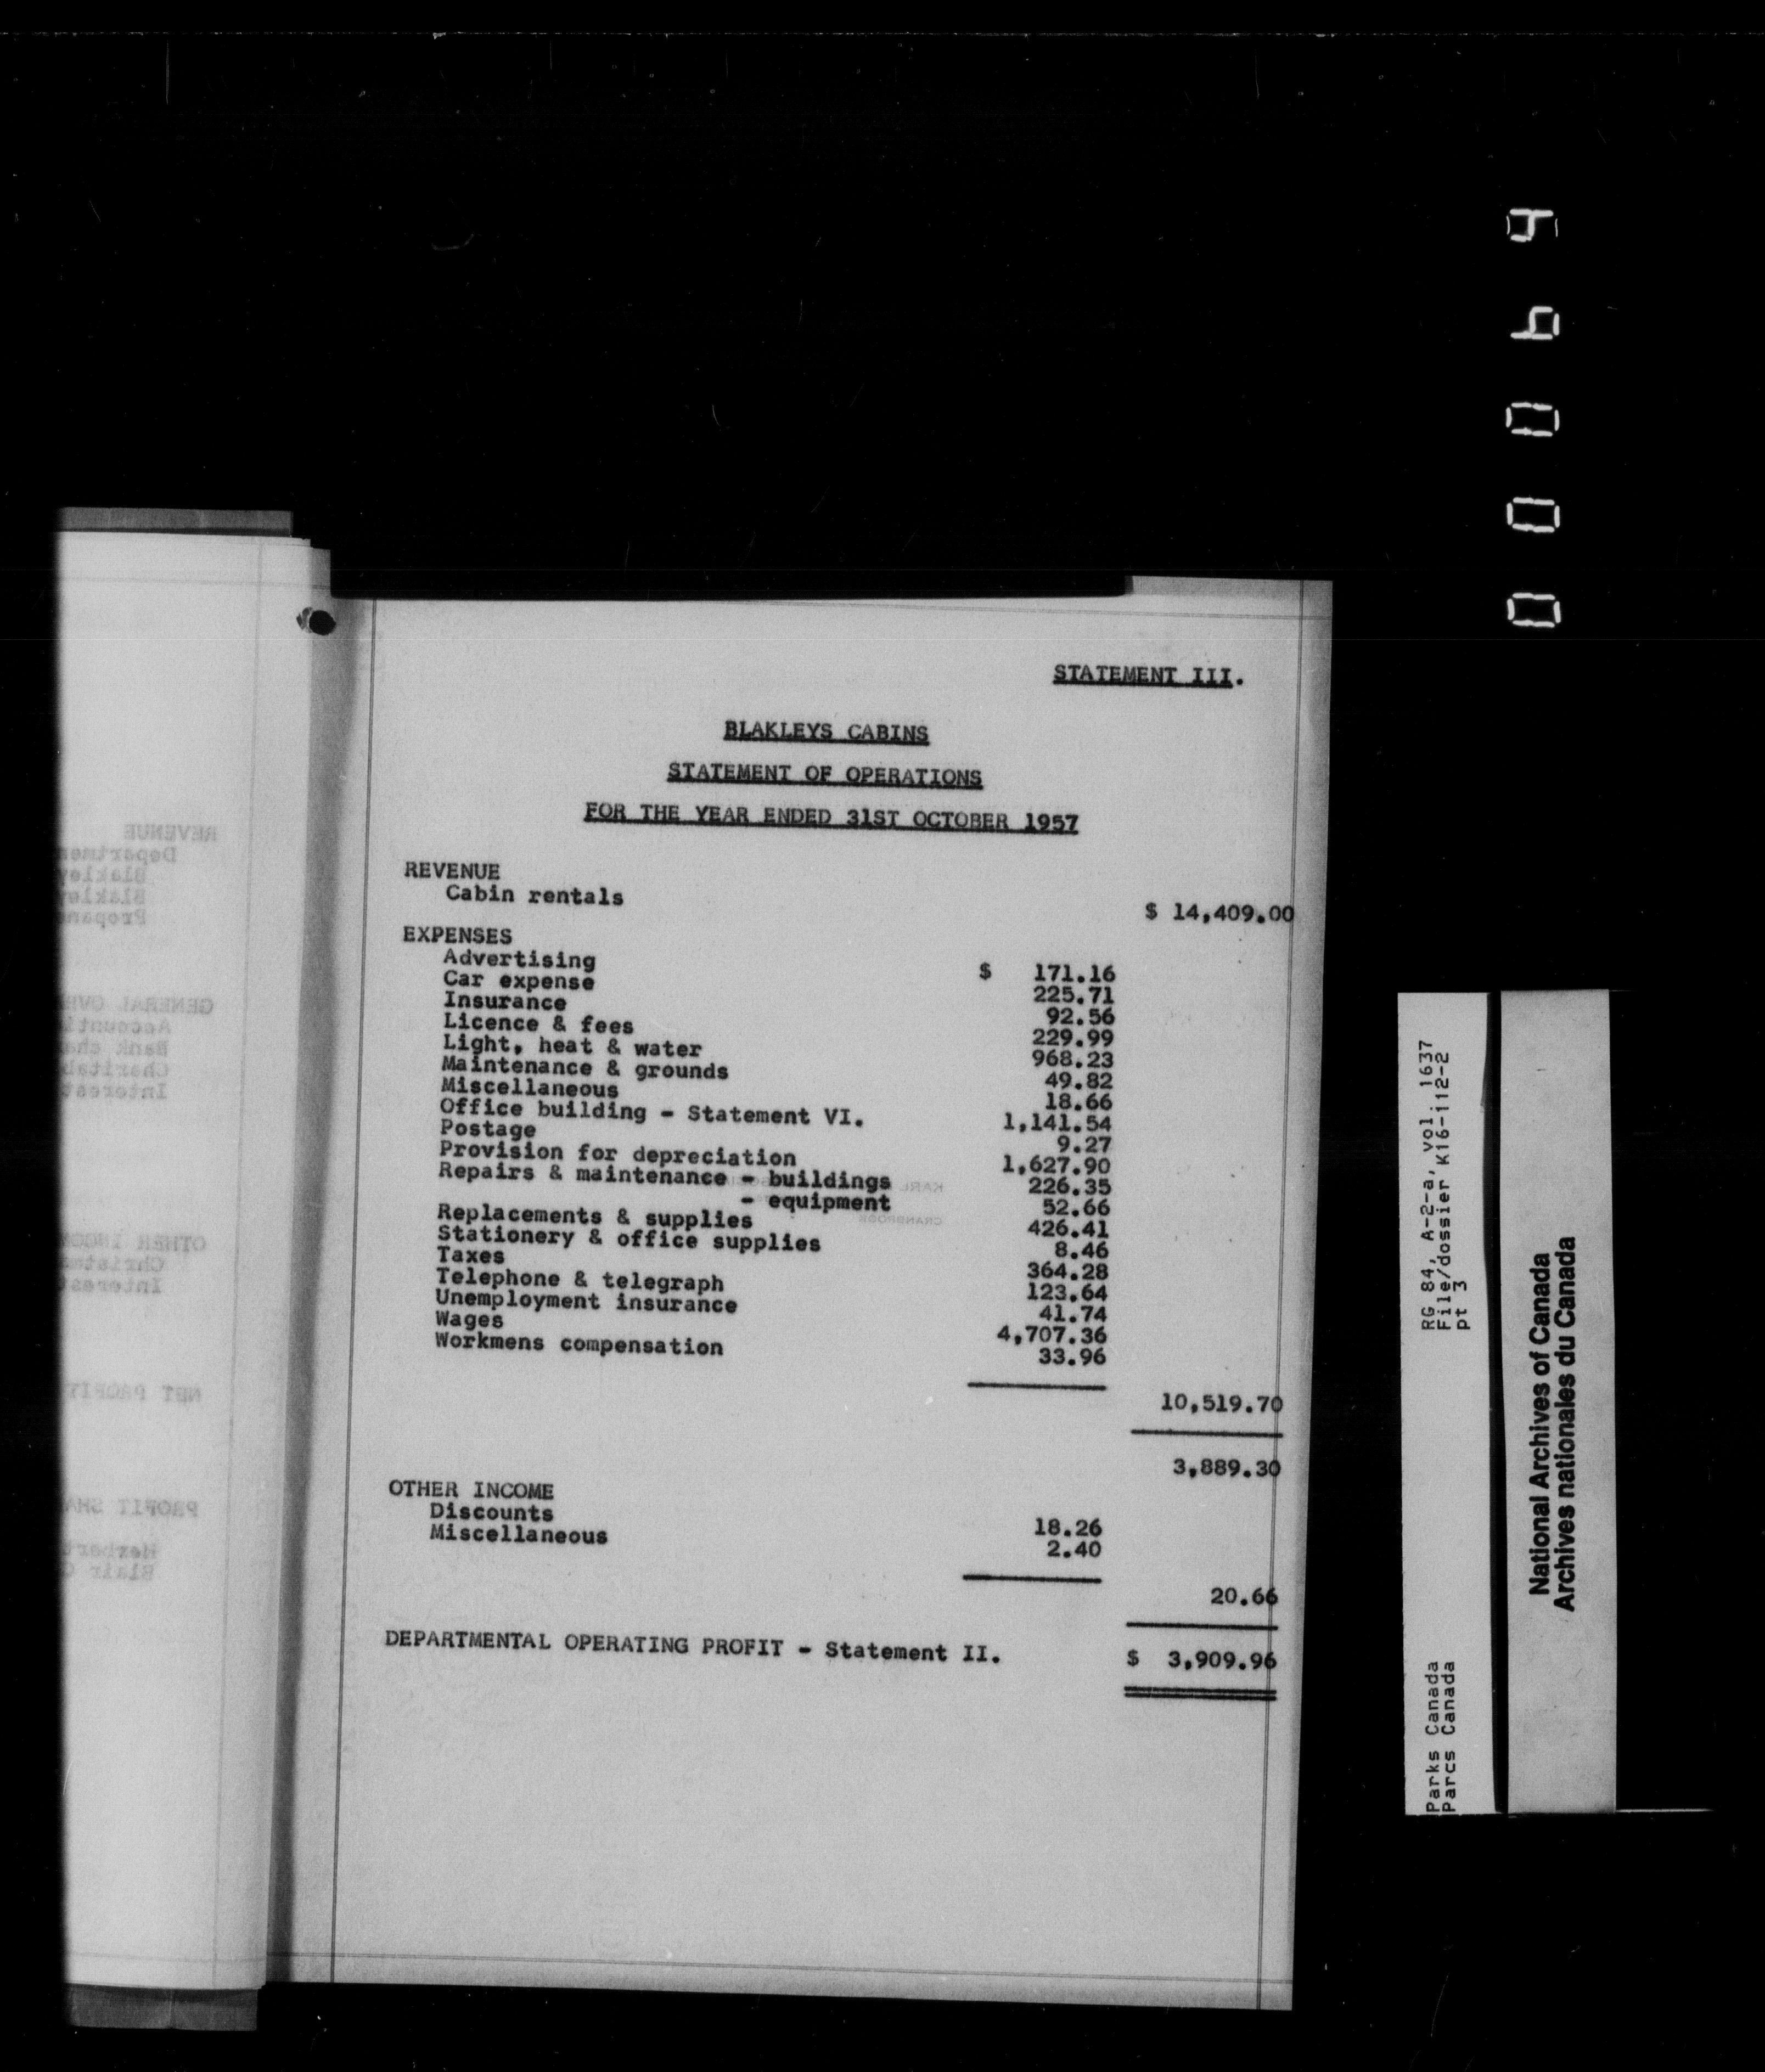 STATEMENT III.
BLAKLEYS CABINS
STATEMENT OF OPERATIONS
FOR THE YEAR ENDED 31ST OCTOBER 1957
REVENUE
Cabin rentals $ 14,409.00
EXPENSES
Advertising $ 171.16
Car expense 225.71
Insurance 92.56
Licence & fees 229.99
Light, heat & water 968.23
Maintenance & grounds 49.82
Miscellaneous 18.66
Office building - Statement VI. 1,141.54
Postage 9.27
Provision for depreciation 1,627.90
Repairs & maintenance - buildings 226.35
- equipment 52.66
Replacements & supplies 426.41
Stationery & office supplies 8.46
Taxes 364.28
Telephone & telegraph 123.64
Unemployment insurance 41.74
Wages 4,707.36
Workmens compensation 33.96
10,519.70
3,889.30
OTHER INCOME
Discounts 18.26
Miscellaneous 2.40
20.66
DEPARTMENTAL OPERATING PROFIT - Statement II. $ 3,909.96
RG 84, A-2-a, vol. 1637
File/dossier K16-112-2
pt 3
Parks Canada
Parcs Canada
National Archives of Canada
Archives nationales du Canada